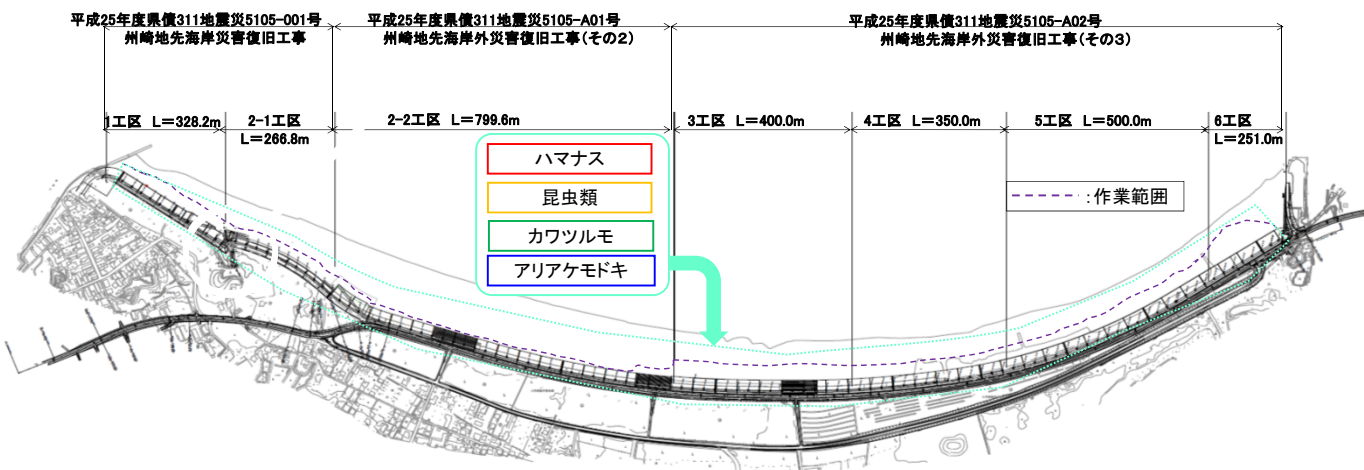 平成25年度県債311地震災5105-001号
州崎地先海岸災害復旧工事
平成25年度県債311地震災5105-A01号
州崎地先海岸外災害復旧工事(その2)
平成25年度県債311地震災5105-A02号
州崎地先海岸外災害復旧工事(その3)
1工区 L=328.2m
2-1工区
L=266.8m
2-2工区 L=799.6m
3工区 L=400.0m
4工区 L=350.0m
5工区 L=500.0m
6工区
L=251.0m
ハマナス
昆虫類
カワツルモ
アリアケモドキ
:作業範囲